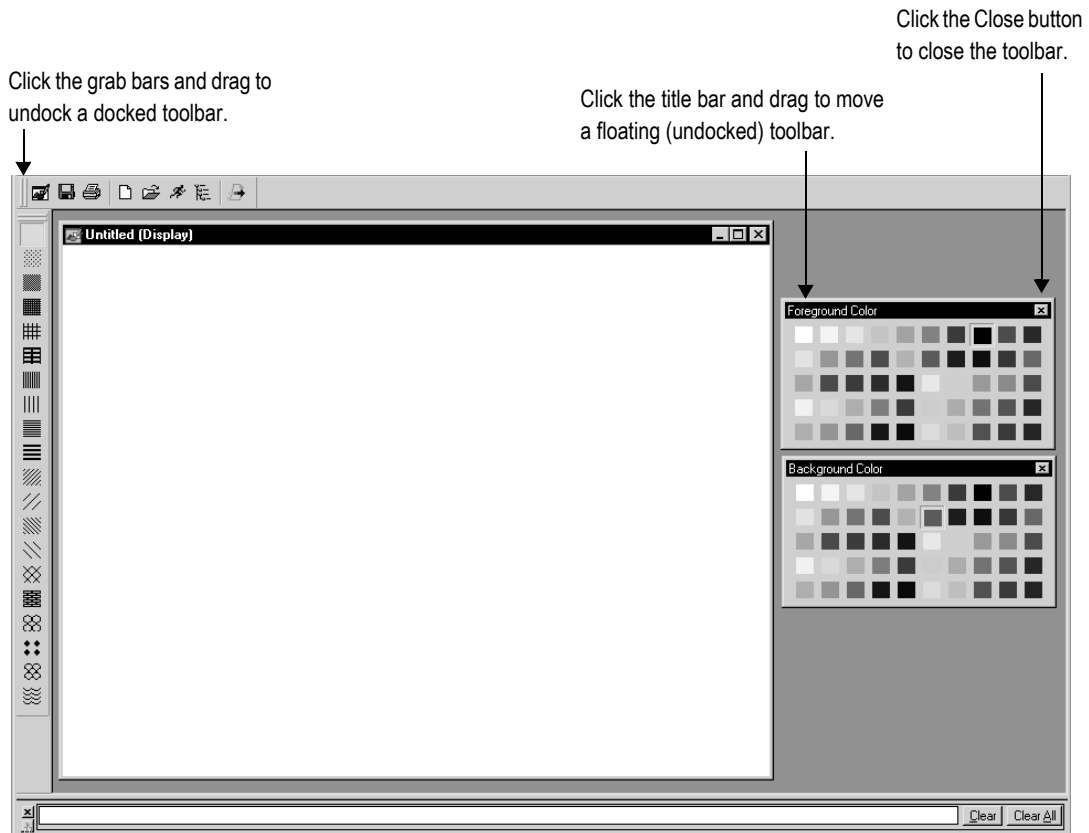 Click the Close button
to close the toolbar.
Click the grab bars and drag to
undock a docked toolbar.
Click the title bar and drag to move
a floating (undocked) toolbar.
Untitled (Display)
Foreground Color
Background Color
Clear
Clear All